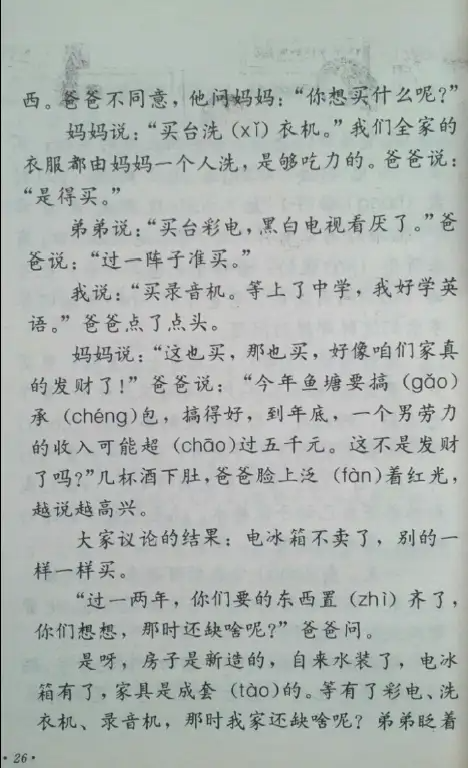 西。爸爸不同意，他问妈妈：“你想买什么呢？”
妈妈说：“买台洗（xǐ）衣机。”我们全家的
衣服都由妈妈一个人洗，是够吃力的。爸爸说：
“是得买。”
弟弟说：“买台彩电，黑白电视看厌了。”爸
爸说：“过一阵子准买。”
我说：“买录音机。等上了中学，我好学英
语。”爸爸点了点头。
妈妈说：“这也买，那也买，好像咱们家真
的发财了！”爸爸说：“今年鱼塘要搞（gǎo）
承（chéng）包，搞得好，到年底，一个男劳力
的收入可能超（chāo）过五千元。这不是发财
了吗？”几杯酒下肚，爸爸脸上泛（fàn）着红光，
越说越高兴。
大家议论的结果：电冰箱不卖了，别的一
样一样买。
“过一两年，你们要的东西置（zhì）齐了，
你们想想，那时还缺啥呢？”爸爸问。
是呀，房子是新造的，自来水装了，电冰
箱有了，家具是成套（tào）的。等有了彩电、洗
衣机、录音机，那时我家还缺啥呢？弟弟眨着
·26·